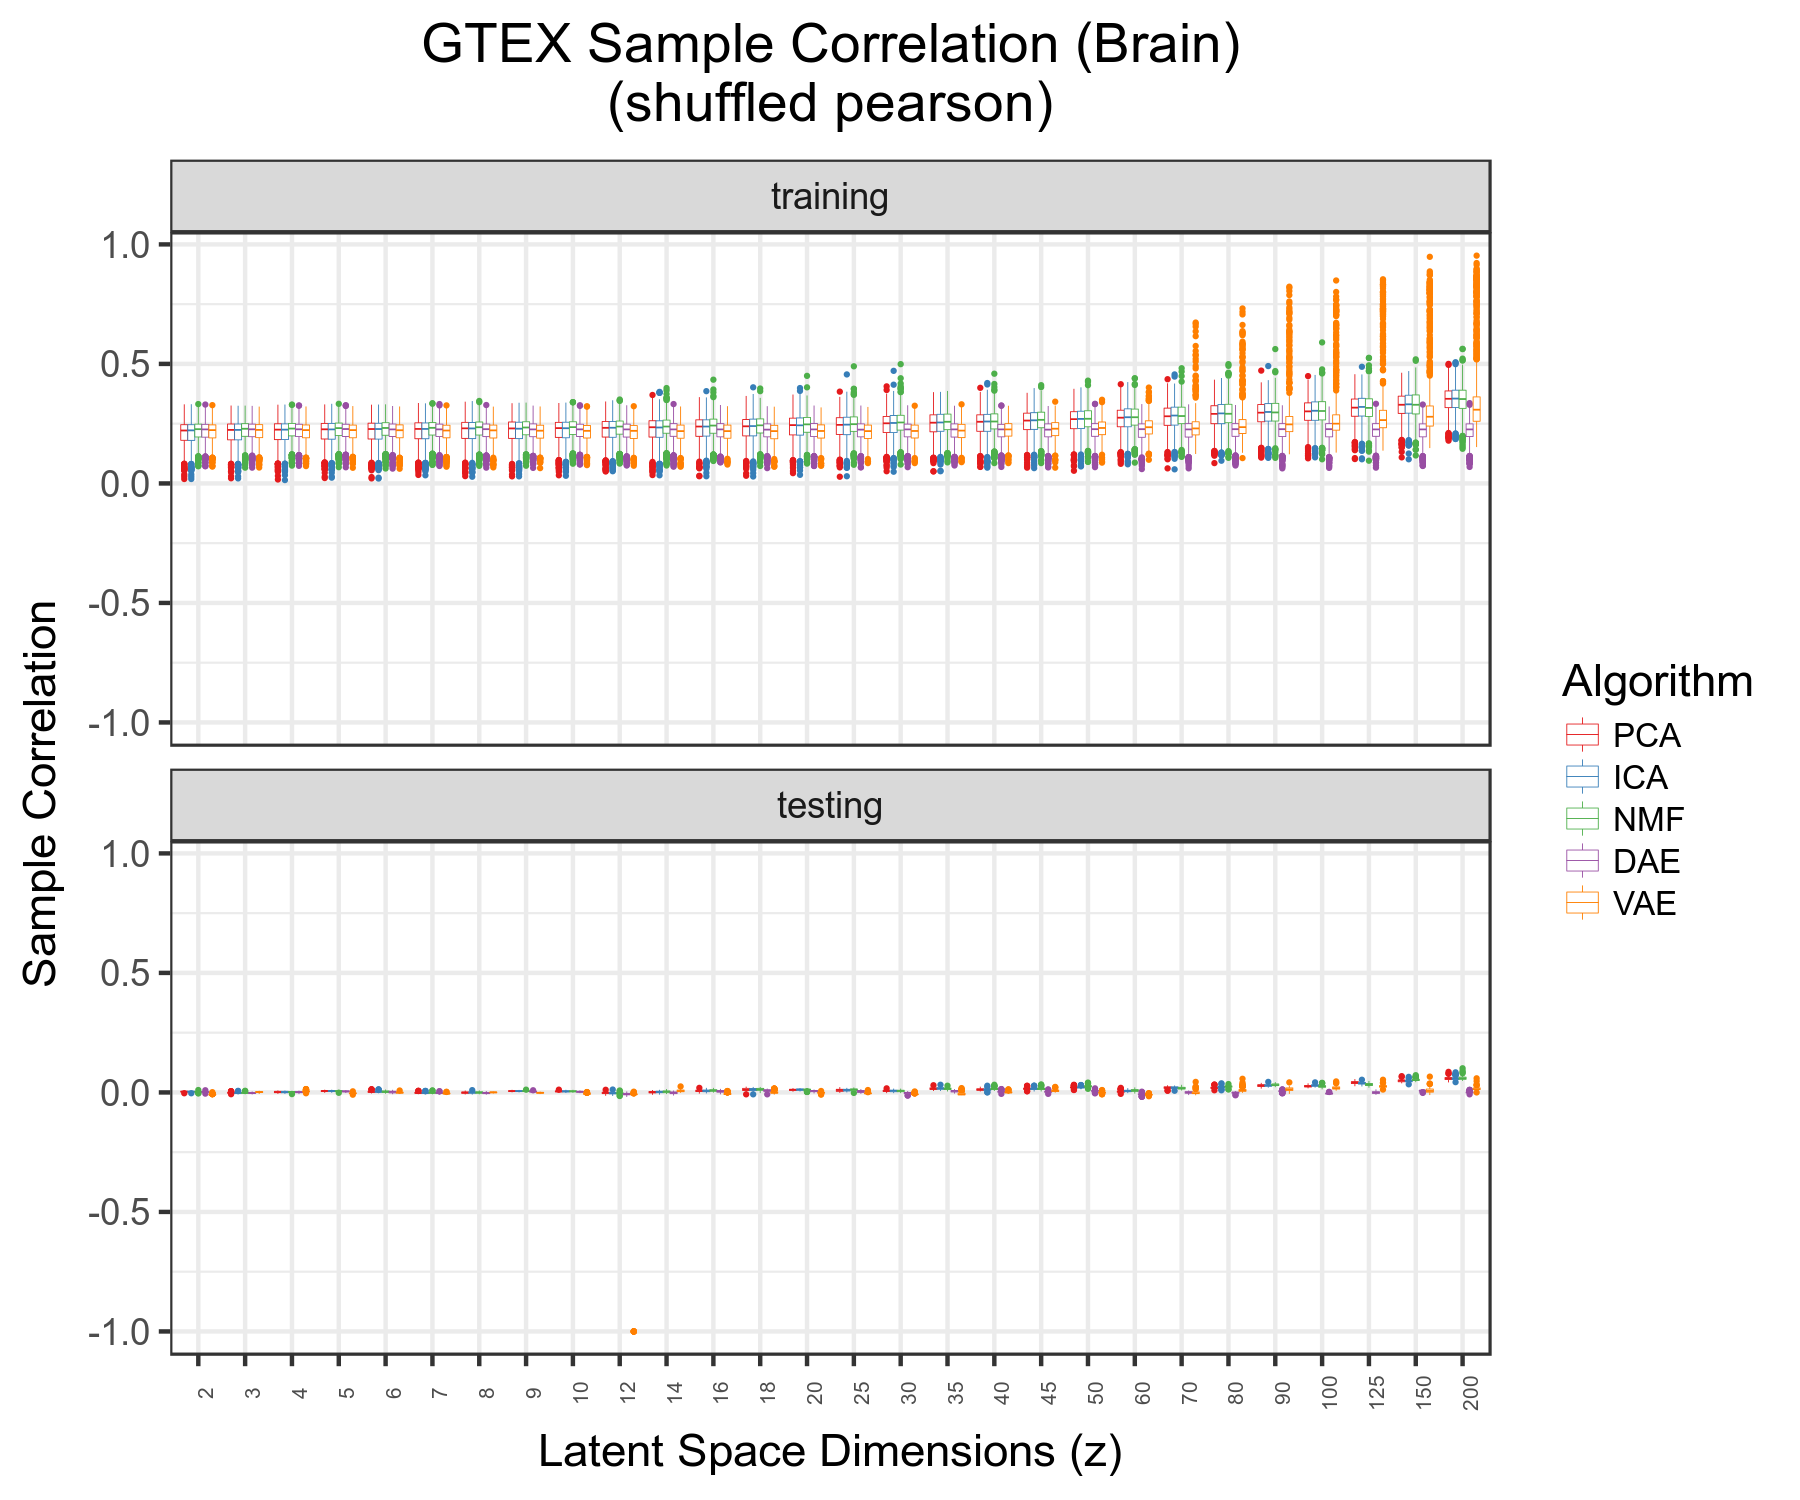 GTEX Sample Correlation (Brain)
(shuffled pearson)
training
1.0
0.5
0.0
-0.5
-1.0
Sample Correlation
testing
1.0
0.5
0.0
-0.5
-1.0
2 3 4 5 6 7 8 9 10 12 14 16 18 20 25 30 35 40 45 50 60 70 80 90 100 125 150 200
Latent Space Dimensions (z)
Algorithm
PCA
ICA
NMF
DAE
VAE